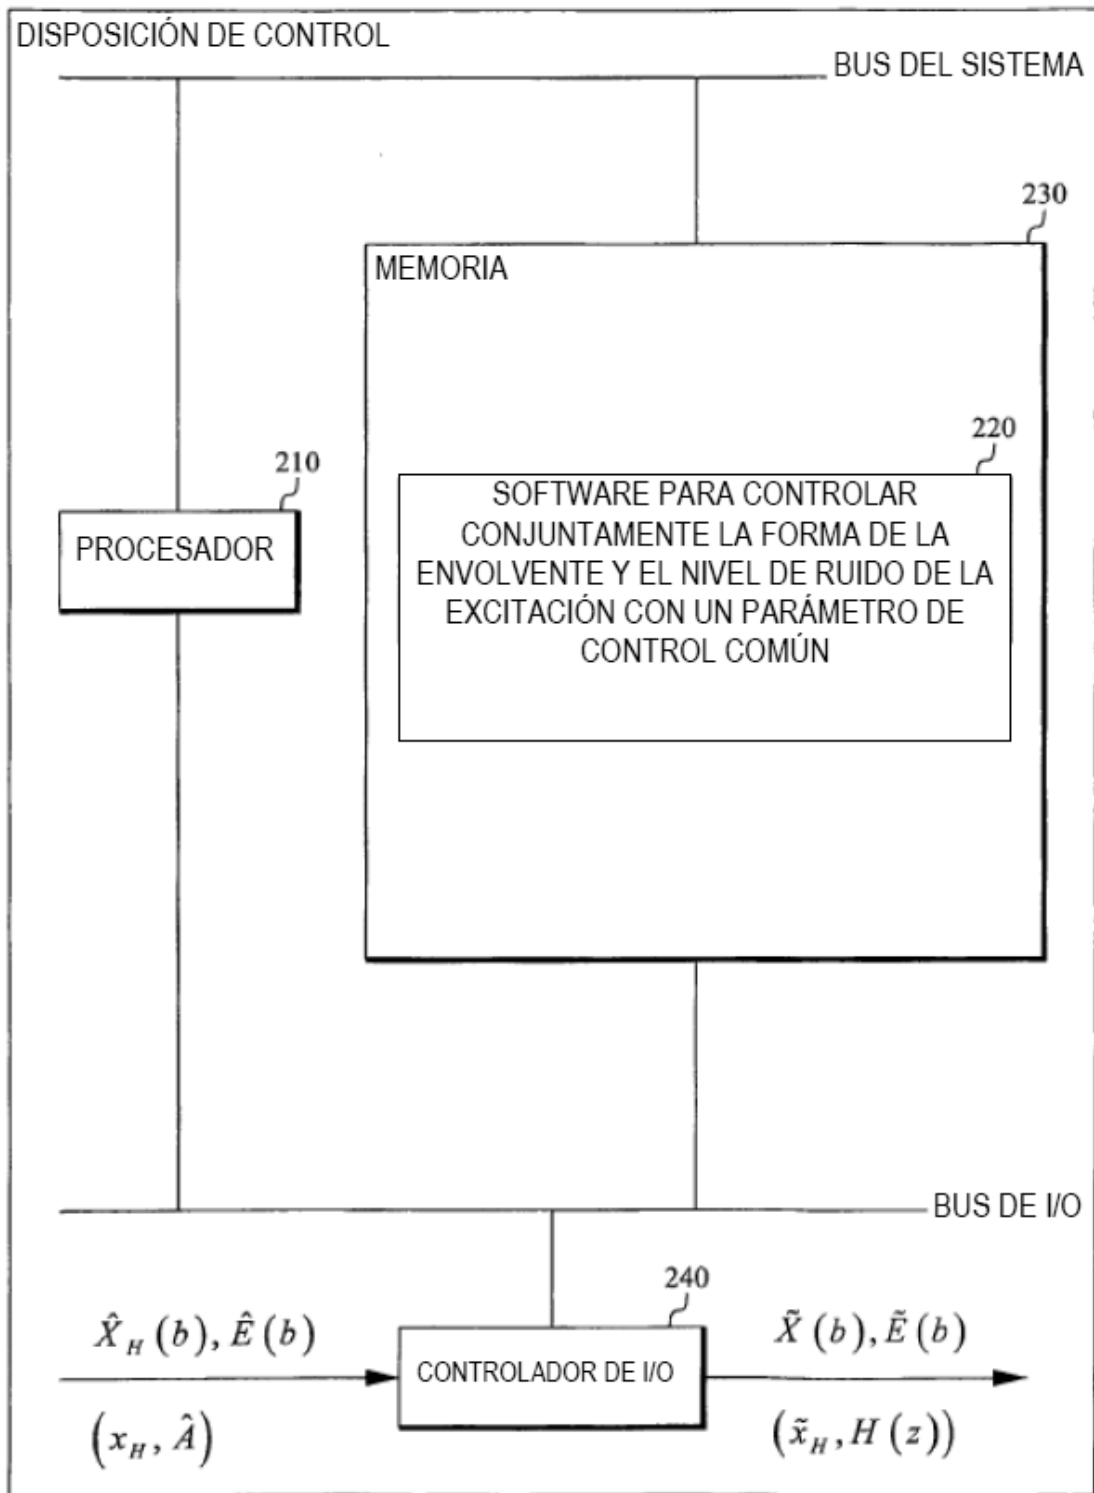 DISPOSICIÓN DE CONTROL
BUS DEL SISTEMA
230
MEMORIA
220
SOFTWARE PARA CONTROLAR
CONJUNTAMENTE LA FORMA DE LA
ENVOLVENTE Y EL NIVEL DE RUIDO DE LA
EXCITACIÓN CON UN PARÁMETRO DE
CONTROL COMÚN
210
PROCESADOR
BUS DE I/O
240
X̂_H (b), Ê (b)
CONTROLADOR DE I/O
X̃ (b), Ẽ (b)
(x_H, Â)
(x̃_H, H (z))